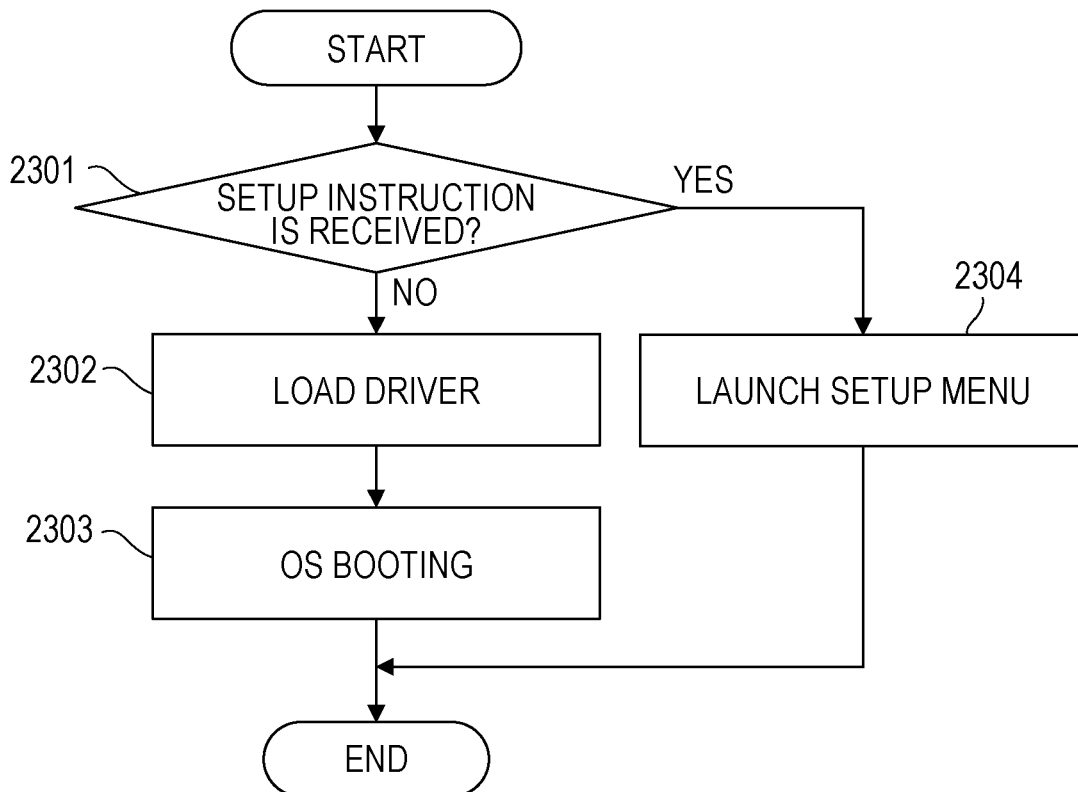 START
2301
SETUP INSTRUCTION
IS RECEIVED?
YES
NO
2304
2302
LOAD DRIVER
LAUNCH SETUP MENU
2303
OS BOOTING
END